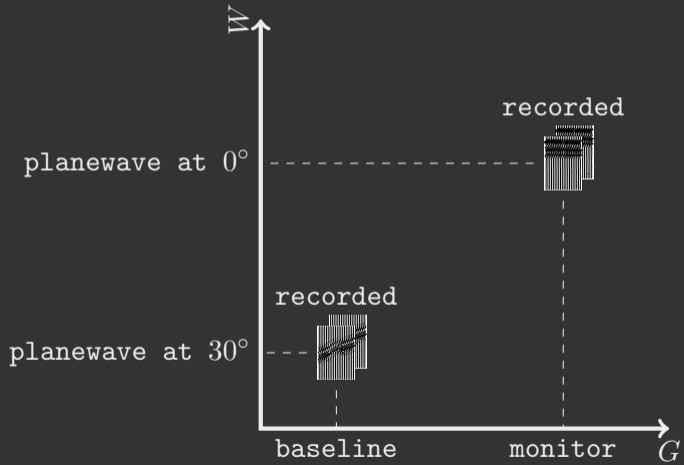 W
recorded
planewave at 0°
recorded
planewave at 30°
baseline
monitor
G